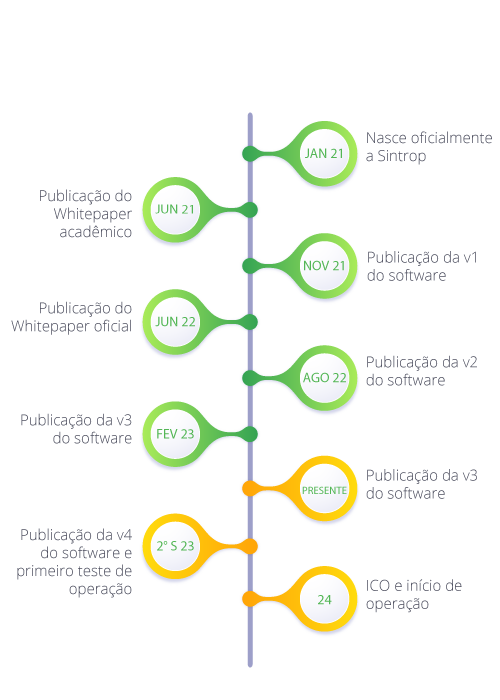 JAN 21
Nasce oficialmente
a Sintrop
Publicação do
Whitepaper
acadêmico
JUN 21
NOV 21
Publicação da v1
do software
Publicação do
Whitepaper oficial
JUN 22
AGO 22
Publicação da v2
do software
Publicação da v3
do software
FEV 23
PRESENTE
Publicação da v3
do software
Publicação da v4
do software e
primeiro teste de
operação
2° S 23
24
ICO e início de
operação